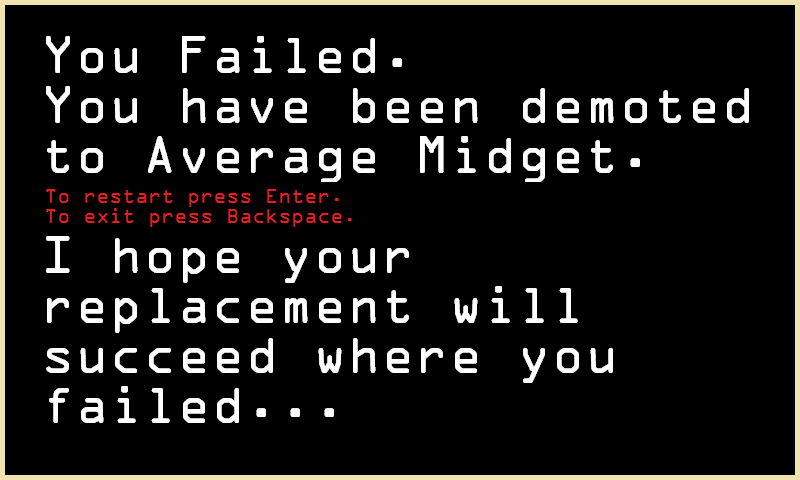 You Failed.
You have been demoted
to Average Midget.
To restart press Enter.
To exit press Backspace.
I hope your
replacement will
succeed where you
failed...